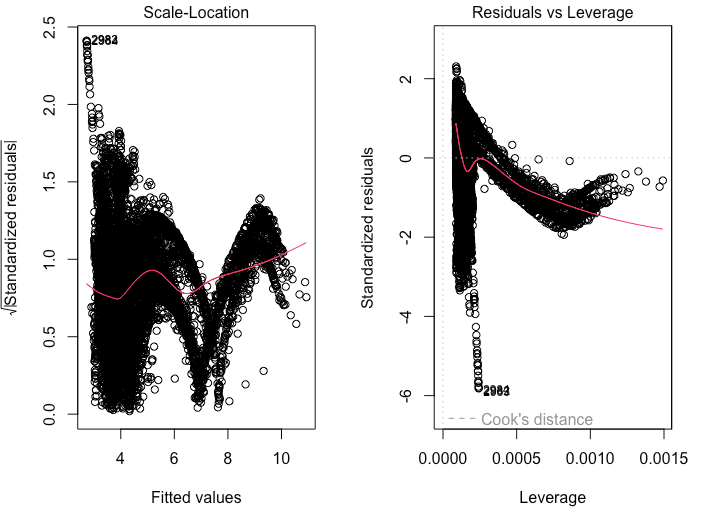 Scale-Location
√|Standardized residuals|
0.0
0.5
1.0
1.5
2.0
2.5
4
6
8
10
Fitted values
Residuals vs Leverage
Standardized residuals
2
0
-2
-4
-6
Cook's distance
0.0000
0.0005
0.0010
0.0015
Leverage